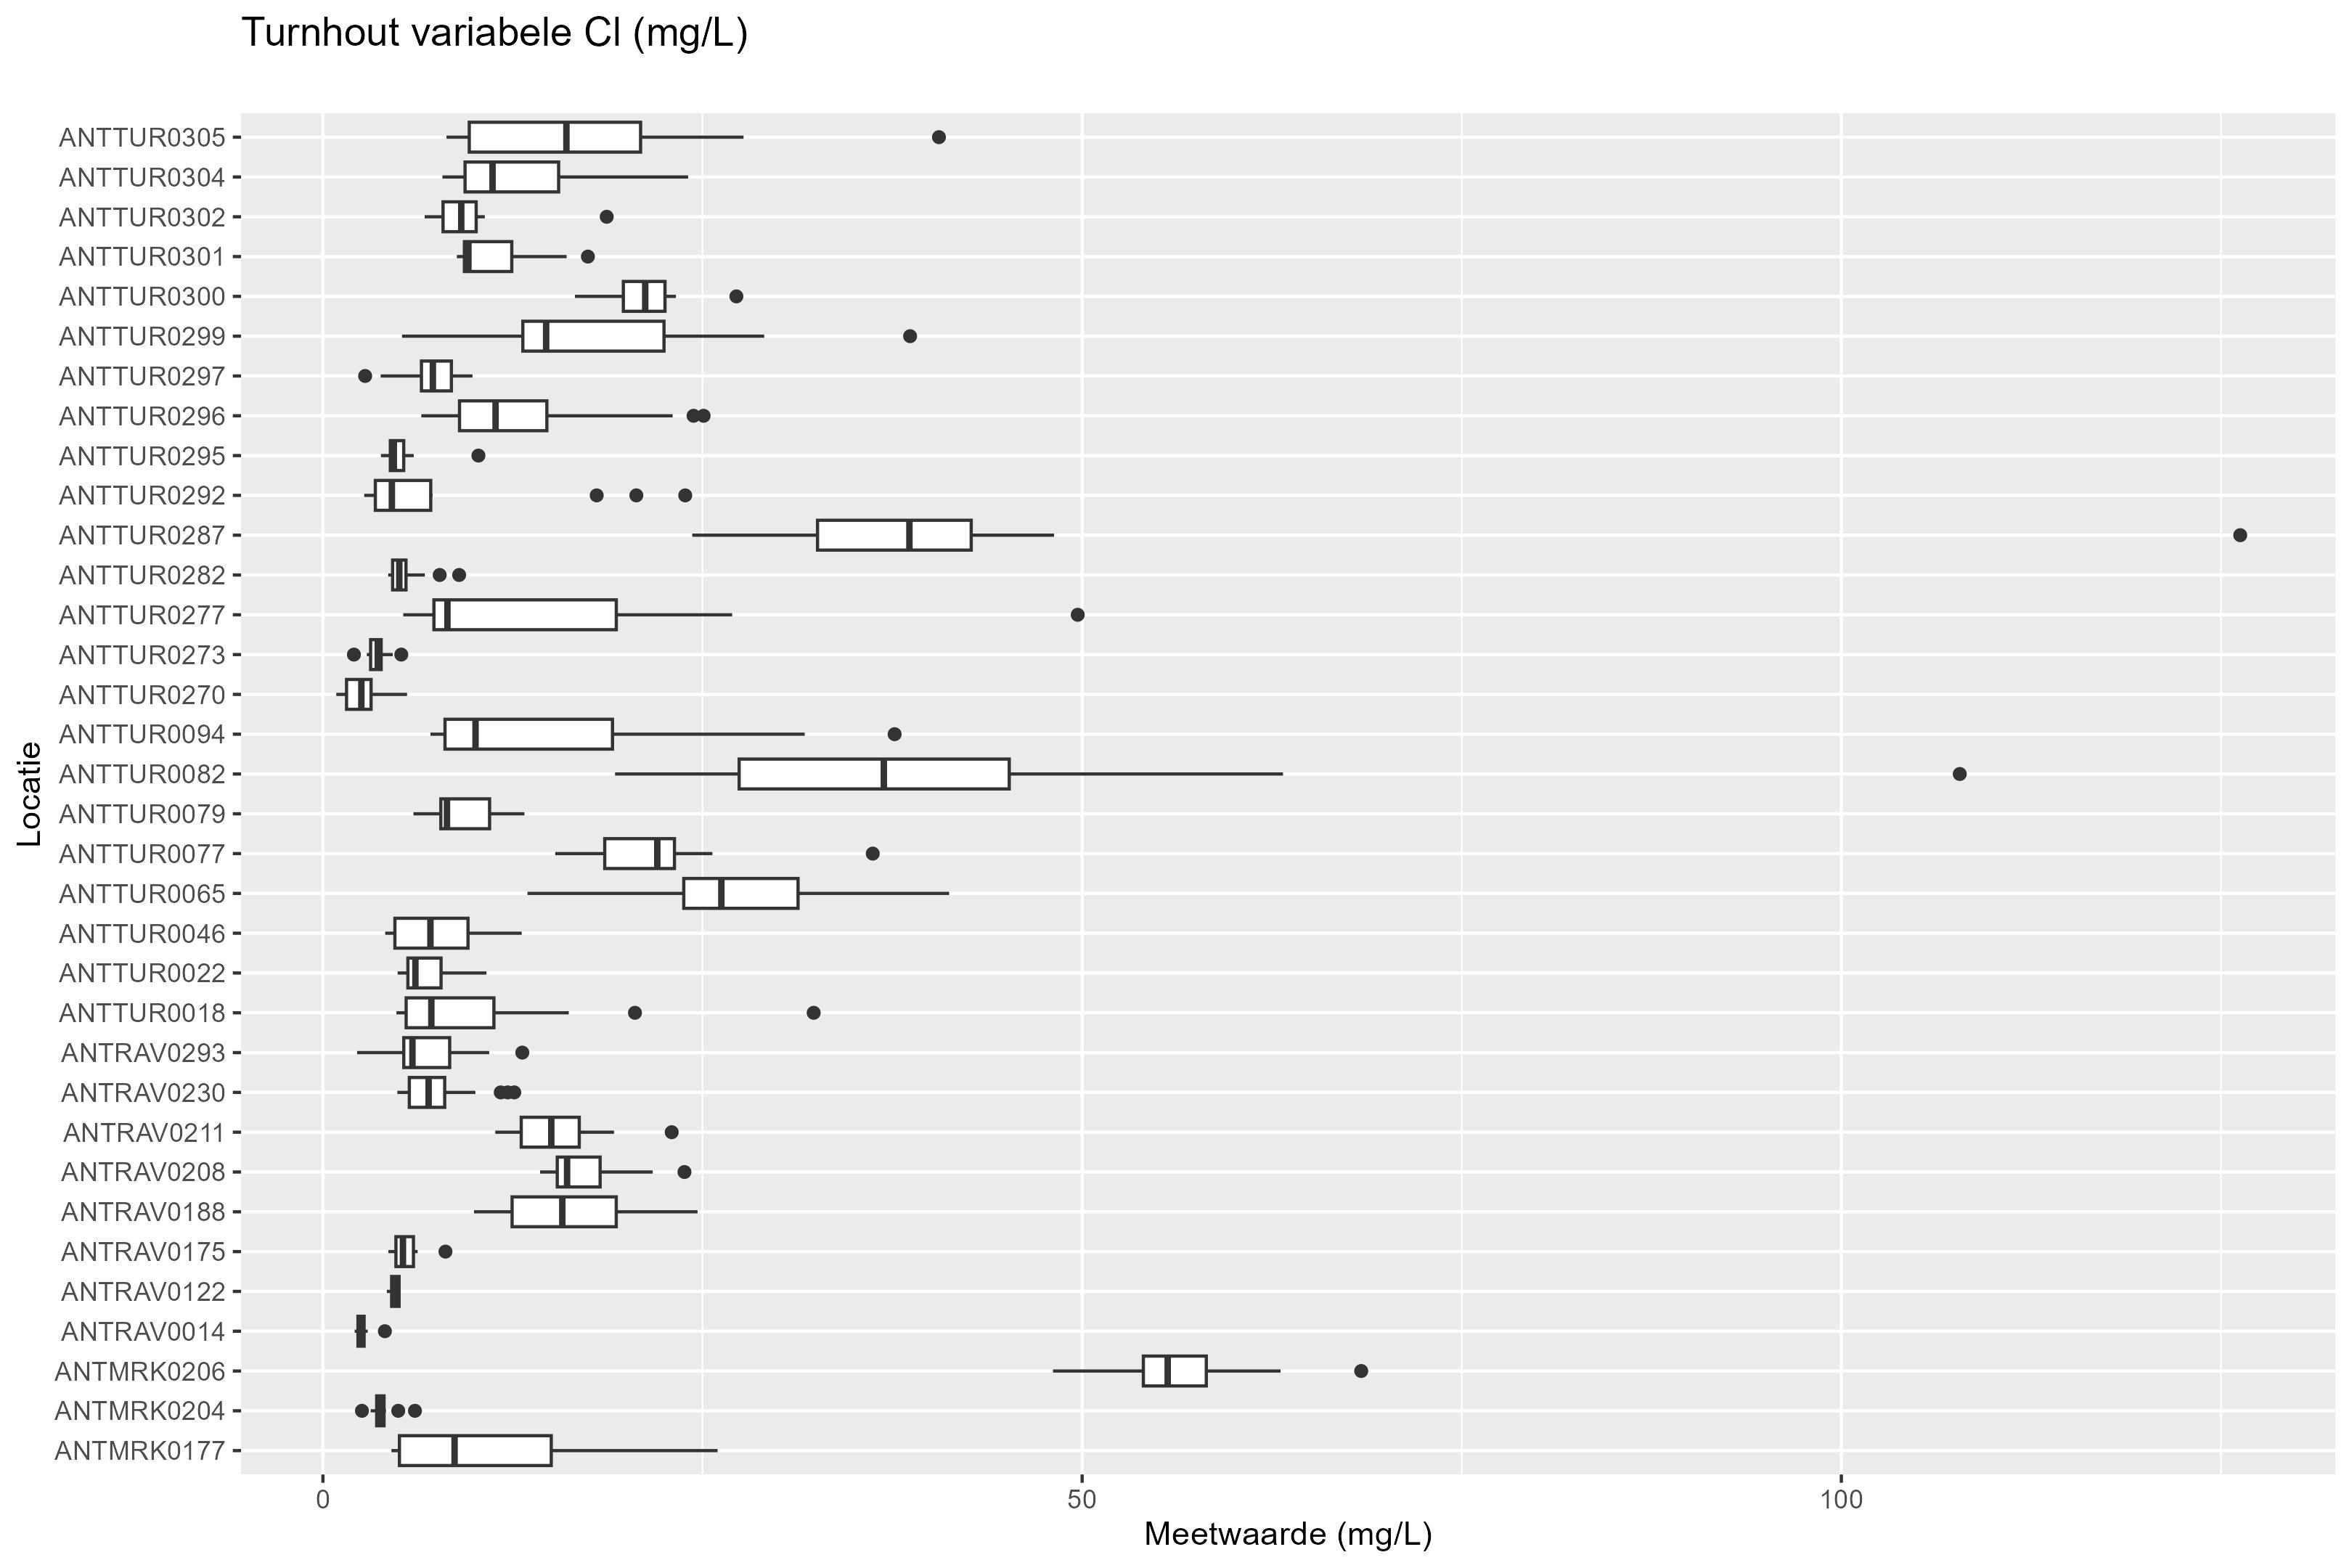 Turnhout variabele Cl (mg/L)
ANTTUR0305
ANTTUR0304
ANTTUR0302
ANTTUR0301
ANTTUR0300
ANTTUR0299
ANTTUR0297
ANTTUR0296
ANTTUR0295
ANTTUR0292
ANTTUR0287
ANTTUR0282
ANTTUR0277
ANTTUR0273
ANTTUR0270
ANTTUR0094
ANTTUR0082
ANTTUR0079
ANTTUR0077
ANTTUR0065
ANTTUR0046
ANTTUR0022
ANTTUR0018
ANTRAV0293
ANTRAV0230
ANTRAV0211
ANTRAV0208
ANTRAV0188
ANTRAV0175
ANTRAV0122
ANTRAV0014
ANTMRK0206
ANTMRK0204
ANTMRK0177
Locatie
0 50 100
Meetwaarde (mg/L)